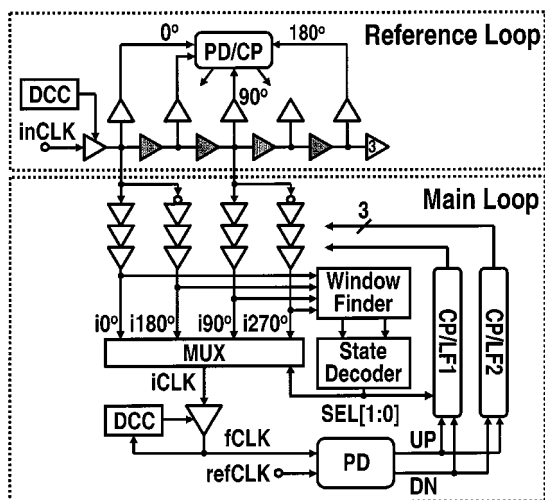 0° PD/CP 180° Reference Loop
DCC 90°
inCLK
3
Main Loop
3
Window Finder
CP/LF1
CP/LF2
i0° i180° i90° i270°
MUX
State Decoder
iCLK
SEL[1:0]
DCC
fCLK
UP
refCLK
PD
DN